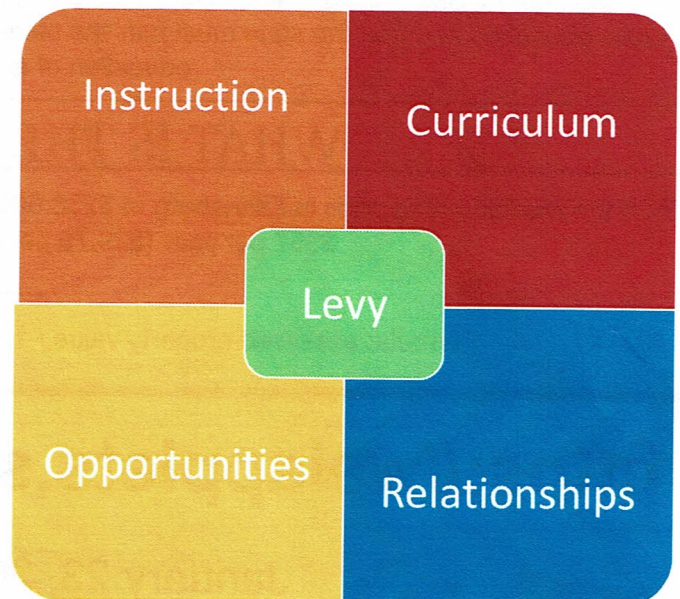 Instruction
Curriculum
Levy
Opportunities
Relationships